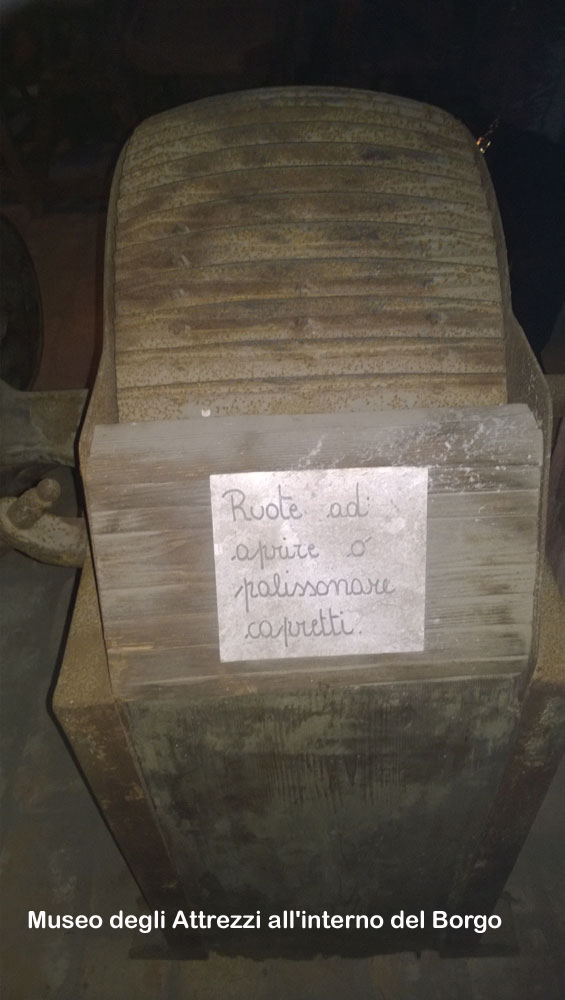 Ruote ad
aprire o'
palissonare
capretti.
Museo degli Attrezzi all'interno del Borgo